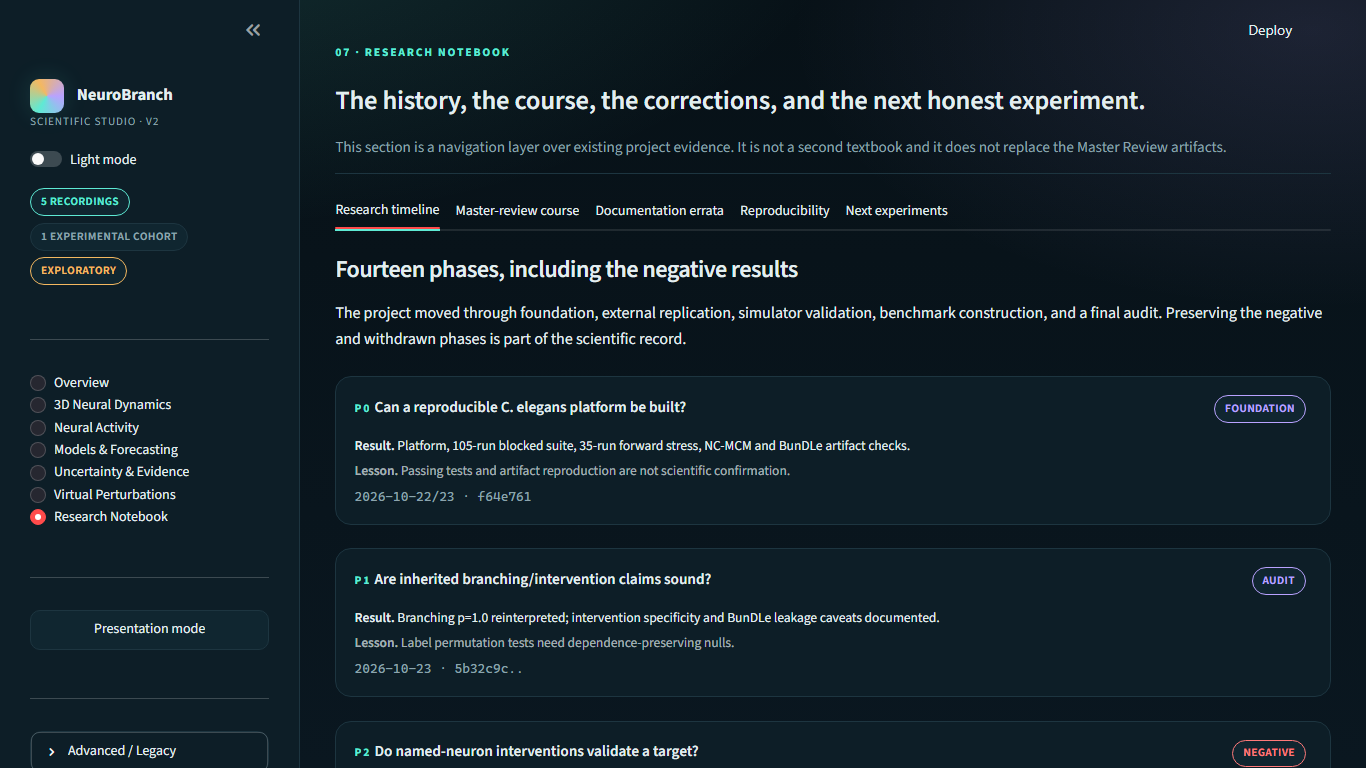 NeuroBranch
SCIENTIFIC STUDIO · V2
Light mode
5 RECORDINGS
1 EXPERIMENTAL COHORT
EXPLORATORY
Overview
3D Neural Dynamics
Neural Activity
Models & Forecasting
Uncertainty & Evidence
Virtual Perturbations
Research Notebook
Presentation mode
Advanced / Legacy
Deploy
07 · RESEARCH NOTEBOOK
The history, the course, the corrections, and the next honest experiment.
This section is a navigation layer over existing project evidence. It is not a second textbook and it does not replace the Master Review artifacts.
Research timeline Master-review course Documentation errata Reproducibility Next experiments
Fourteen phases, including the negative results
The project moved through foundation, external replication, simulator validation, benchmark construction, and a final audit. Preserving the negative
and withdrawn phases is part of the scientific record.
P0 Can a reproducible C. elegans platform be built? FOUNDATION
Result. Platform, 105-run blocked suite, 35-run forward stress, NC-MCM and BunDLe artifact checks.
Lesson. Passing tests and artifact reproduction are not scientific confirmation.
2026-10-22/23 · f64e761
P1 Are inherited branching/intervention claims sound? AUDIT
Result. Branching p=1.0 reinterpreted; intervention specificity and BunDLe leakage caveats documented.
Lesson. Label permutation tests need dependence-preserving nulls.
2026-10-23 · 5b32c9c..
P2 Do named-neuron interventions validate a target? NEGATIVE